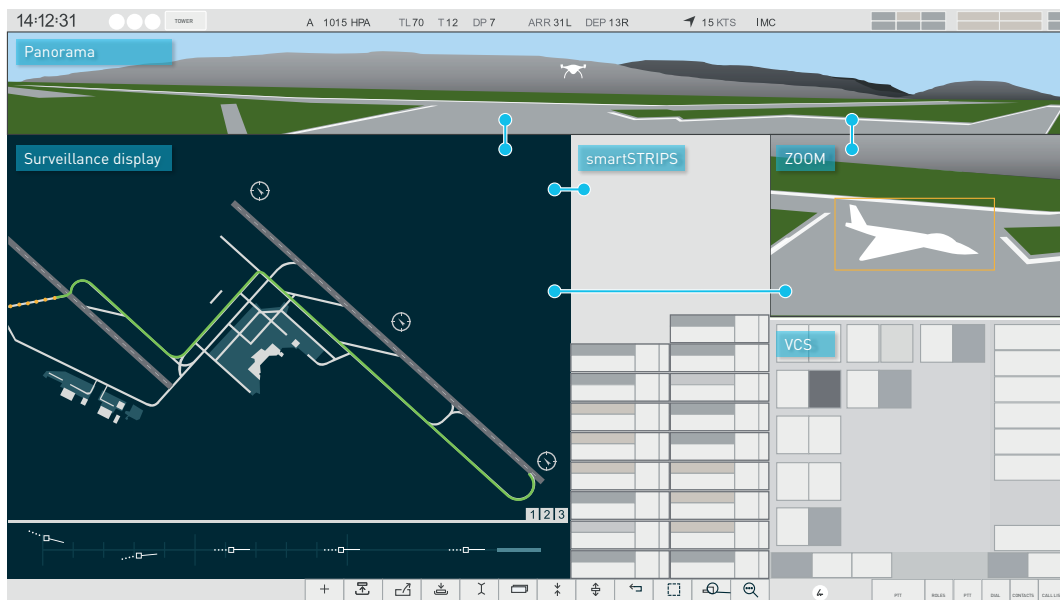 14:12:31 TOWER A 1015 HPA TL70 T12 DP7 ARR 31L DEP 13R 15 KTS IMC
Panorama
Surveillance display
smartSTRIPS
ZOOM
VCS
1|2|3
PTT ROLES PTT DIAL CONTACTS